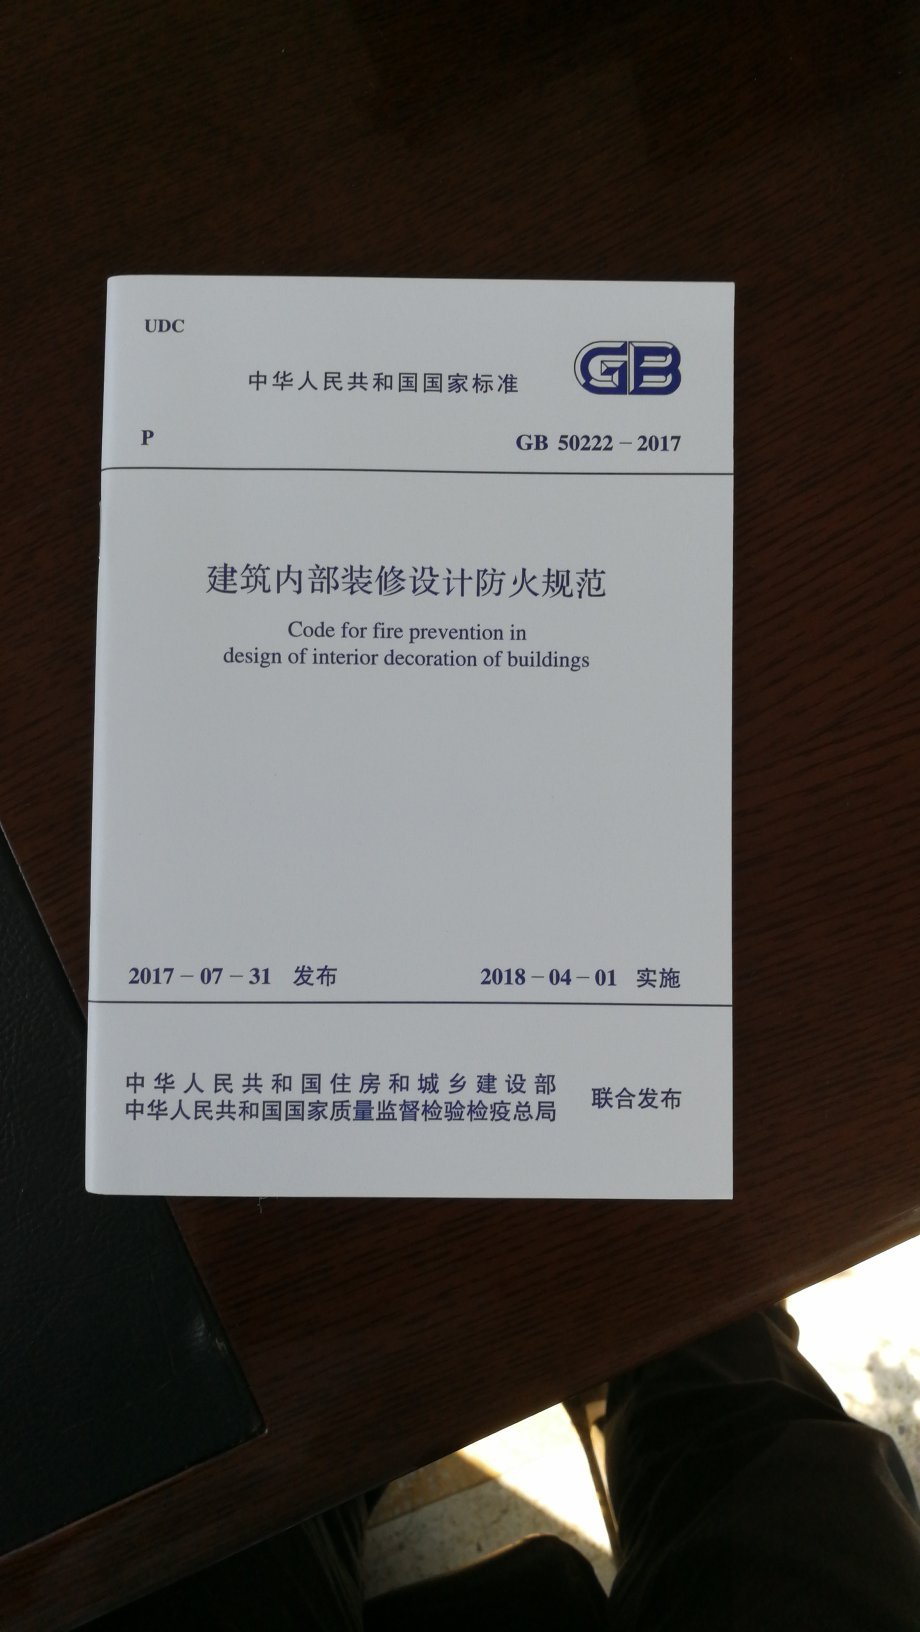 UDC
中华人民共和国国家标准
GB
P
GB 50222－2017
建筑内部装修设计防火规范
Code for fire prevention in
design of interior decoration of buildings
2017－07－31 发布
2018－04－01 实施
中华人民共和国住房和城乡建设部
中华人民共和国国家质量监督检验检疫总局
联合发布